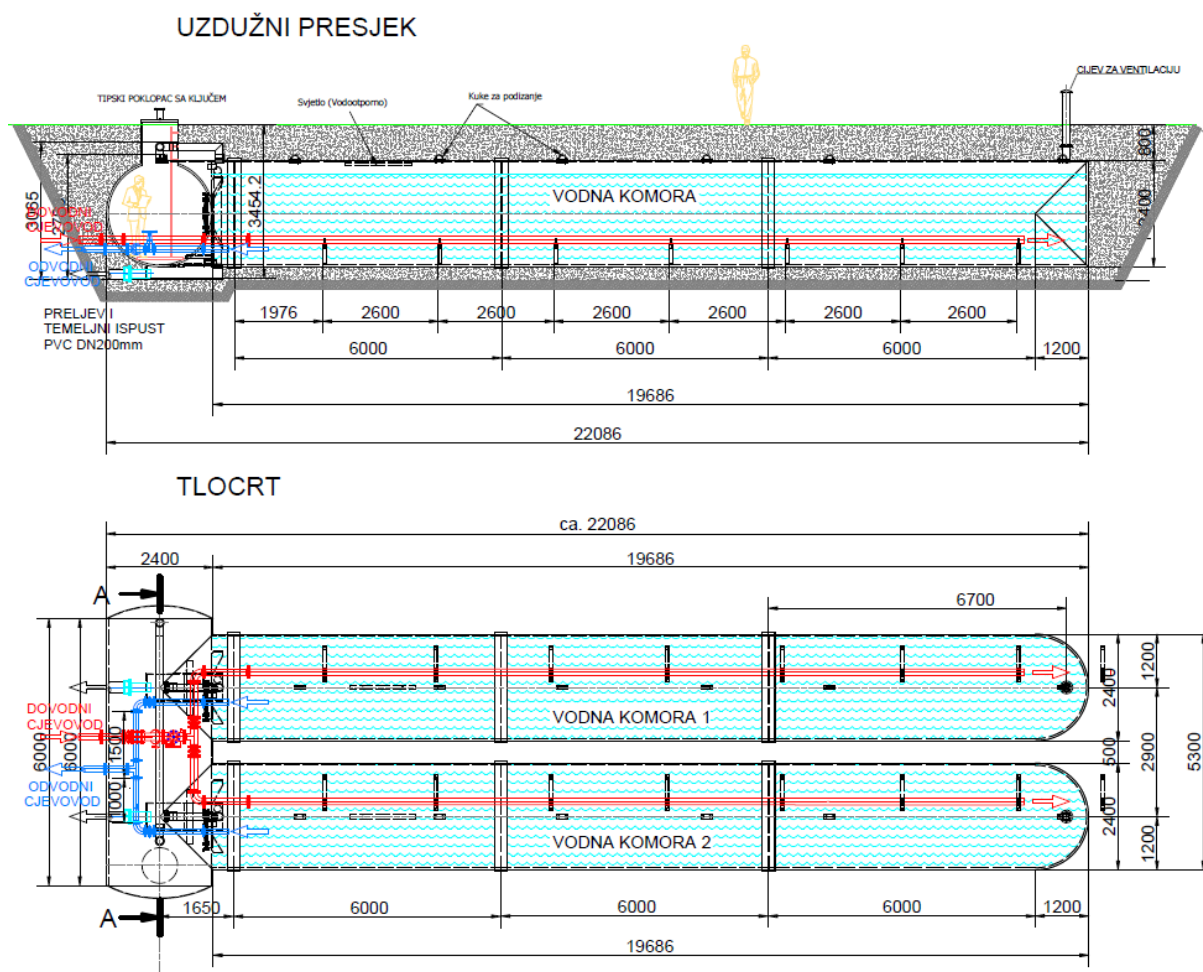 UZDUŽNI PRESJEK
CIJEV ZA VENTILACIJU
TIPSKI POKLOPAC SA KLJUČEM
Svjetlo (Vodootporno)
Kuke za podizanje
800
3065
3454.2
VODNA KOMORA
2400
DOVODNI
CJEVOVOD
ODVODNI
CJEVOVOD
PRELJEV I
TEMELJNI ISPUST
PVC DN200mm
1976
2600
2600
2600
2600
2600
2600
6000
6000
6000
1200
19686
22086
TLOCRT
ca. 22086
2400
19686
A
6700
6000
6000
1500
1000
DOVODNI
CJEVOVOD
ODVODNI
CJEVOVOD
VODNA KOMORA 1
VODNA KOMORA 2
2400
500
2400
1200
2900
1200
5300
A
1650
6000
6000
6000
1200
19686